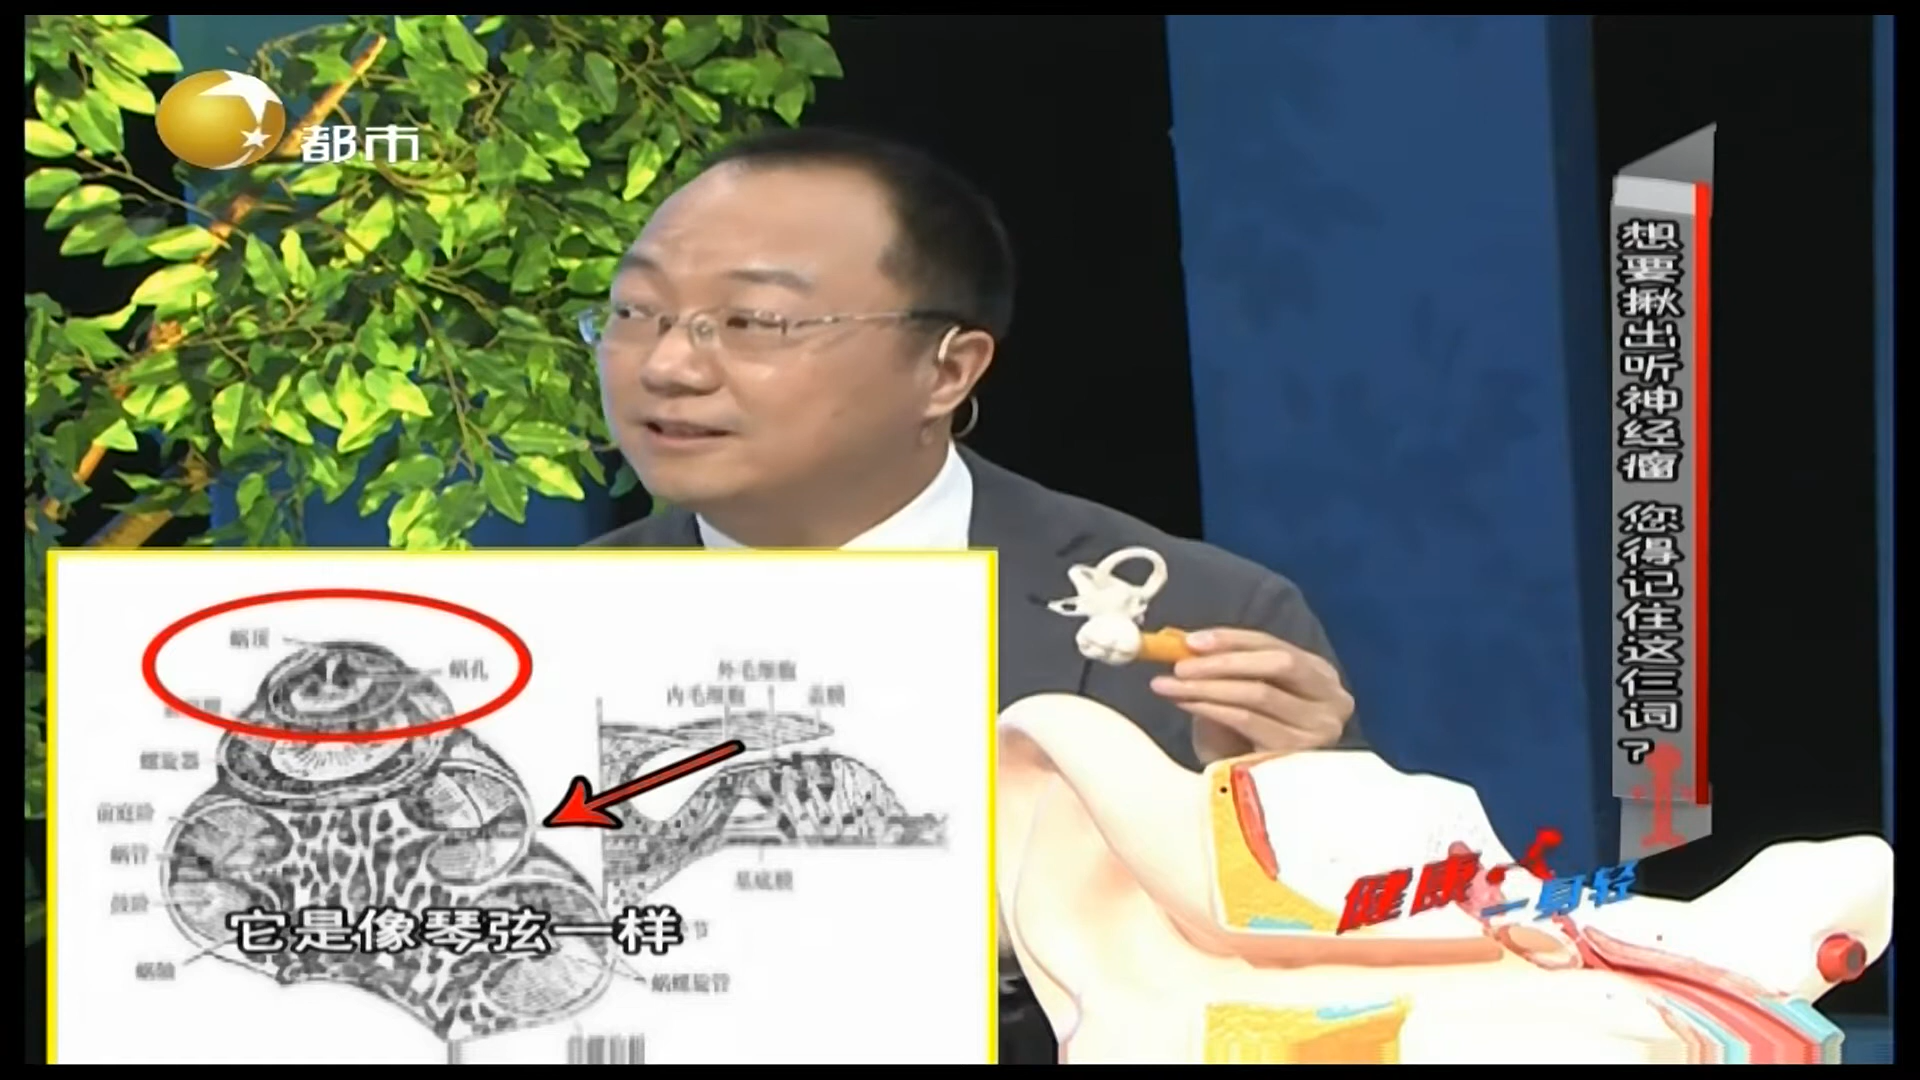 都市
想要揪出听神经瘤 您得记住这仨词?
蜗顶
蜗孔
外毛细胞
内毛细胞
盖膜
螺旋器
前庭阶
蜗管
鼓阶
基底膜
健康一身轻
它是像琴弦一样
蜗轴
蜗螺旋管